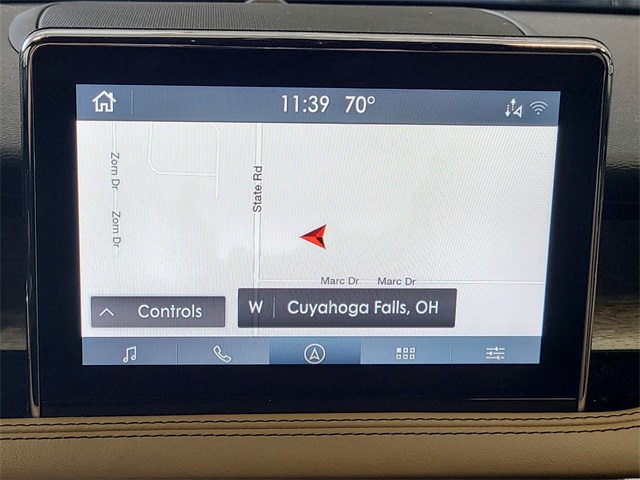 11:39 70°
Zorn Dr
Zorn Dr
State Rd
Marc Dr Marc Dr
Controls
W Cuyahoga Falls, OH